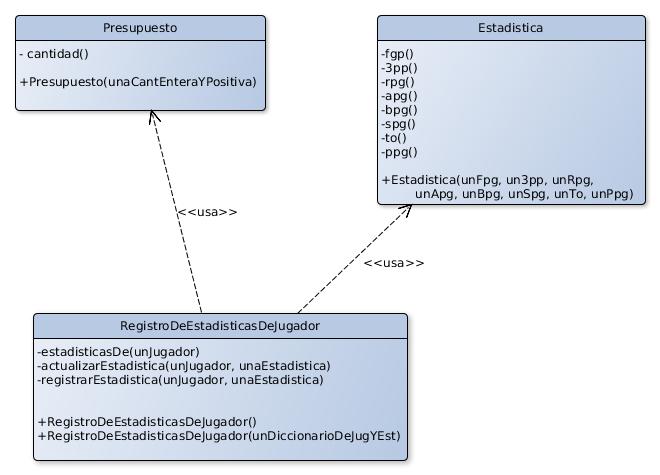 Presupuesto
- cantidad()
+Presupuesto(unaCantEnteraYPositiva)
Estadistica
-fgp()
-3pp()
-rpg()
-apg()
-bpg()
-spg()
-to()
-ppg()
+Estadistica(unFpg, un3pp, unRpg,
unApg, unBpg, unSpg, unTo, unPpg)
<<usa>>
<<usa>>
RegistroDeEstadisticasDeJugador
-estadisticasDe(unJugador)
-actualizarEstadistica(unJugador, unaEstadistica)
-registrarEstadistica(unJugador, unaEstadistica)
+RegistroDeEstadisticasDeJugador()
+RegistroDeEstadisticasDeJugador(unDiccionarioDeJugYEst)